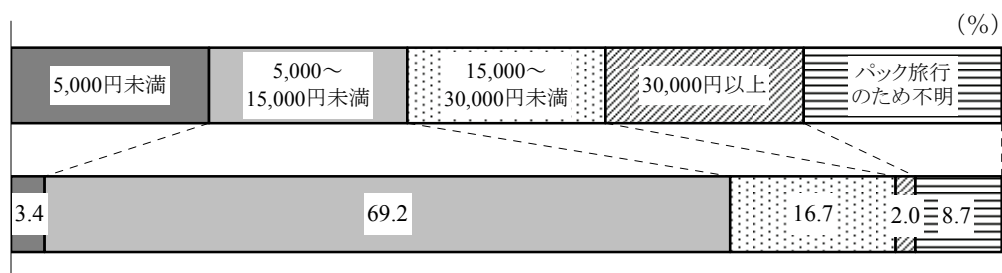 (%)
5,000円未満
5,000～
15,000円未満
15,000～
30,000円未満
30,000円以上
パック旅行
のため不明
3.4
69.2
16.7
2.0
8.7